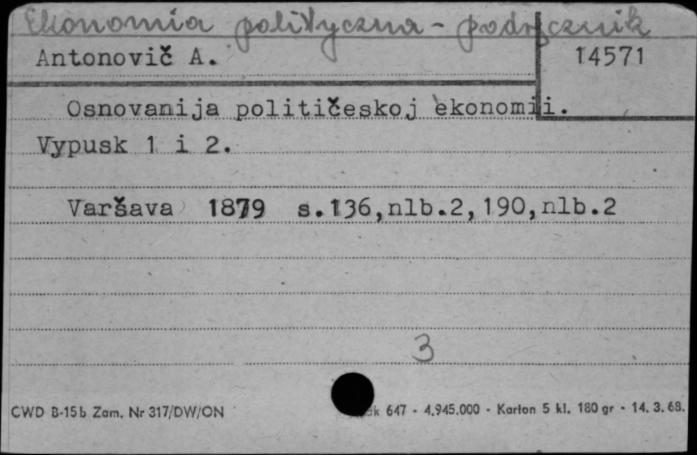 Ekonomia polityczna - podręcznik
Antonovič A. 14571
Osnovanija političeskoj ekonomii.
Vypusk 1 i 2.
Varšava 1879 s.136,nlb.2,190,nlb.2
3
CWD B-15b Zam. Nr 317/DW/ON 647 - 4.945.000 - Karton 5 kl. 180 gr - 14.3.68.